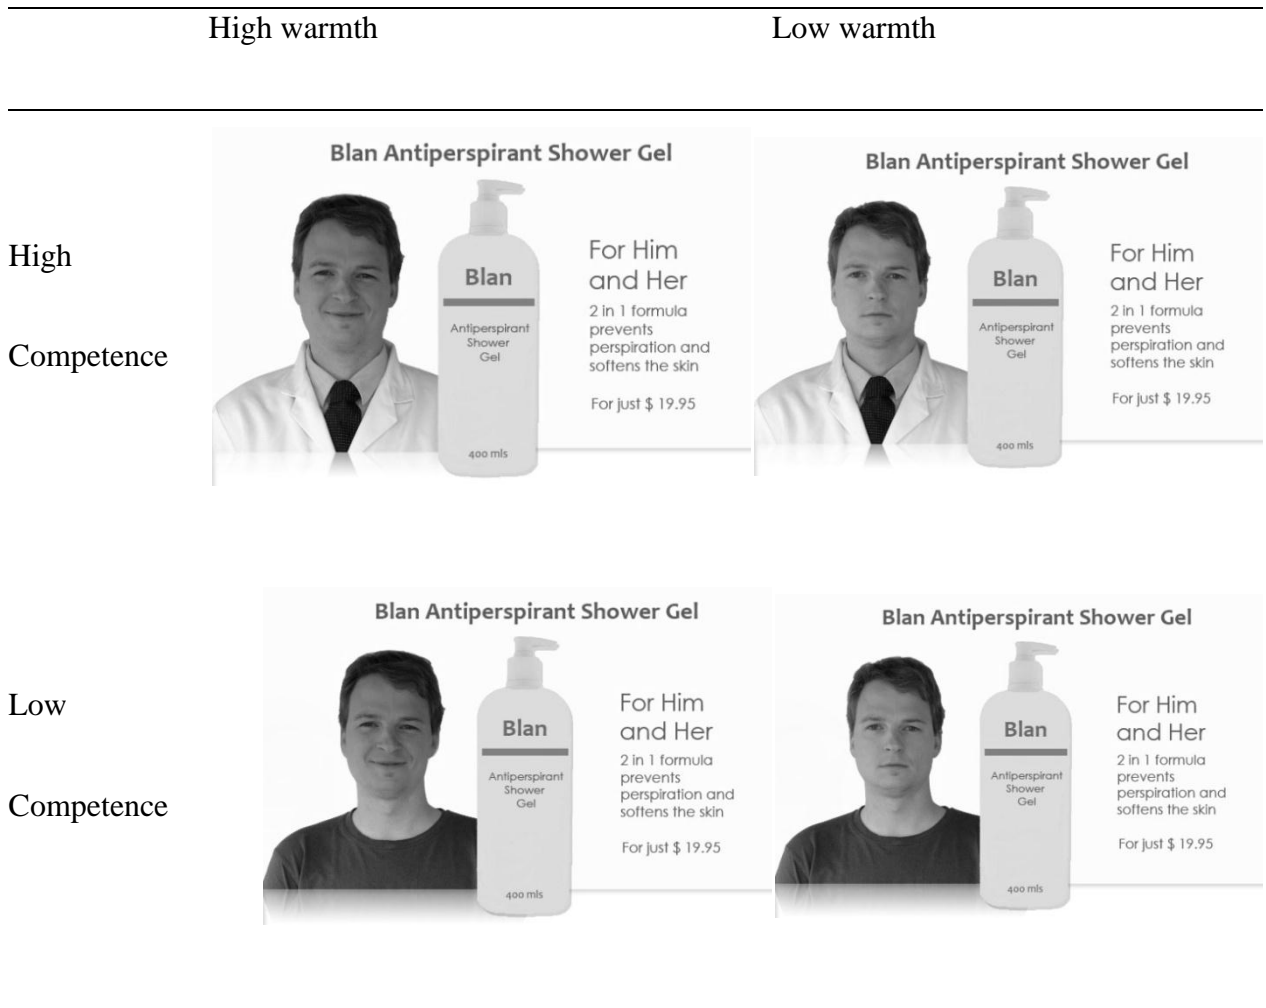 High warmth
Low warmth
High
Competence
Blan Antiperspirant Shower Gel
Blan
Antiperspirant
Shower
Gel
400 mls
For Him
and Her
2 in 1 formula
prevents
perspiration and
softens the skin
For just $ 19.95
Blan Antiperspirant Shower Gel
Blan
Antiperspirant
Shower
Gel
400 mls
For Him
and Her
2 in 1 formula
prevents
perspiration and
softens the skin
For just $ 19.95
Low
Competence
Blan Antiperspirant Shower Gel
Blan
Antiperspirant
Shower
Gel
400 mls
For Him
and Her
2 in 1 formula
prevents
perspiration and
softens the skin
For just $ 19.95
Blan Antiperspirant Shower Gel
Blan
Antiperspirant
Shower
Gel
400 mls
For Him
and Her
2 in 1 formula
prevents
perspiration and
softens the skin
For just $ 19.95